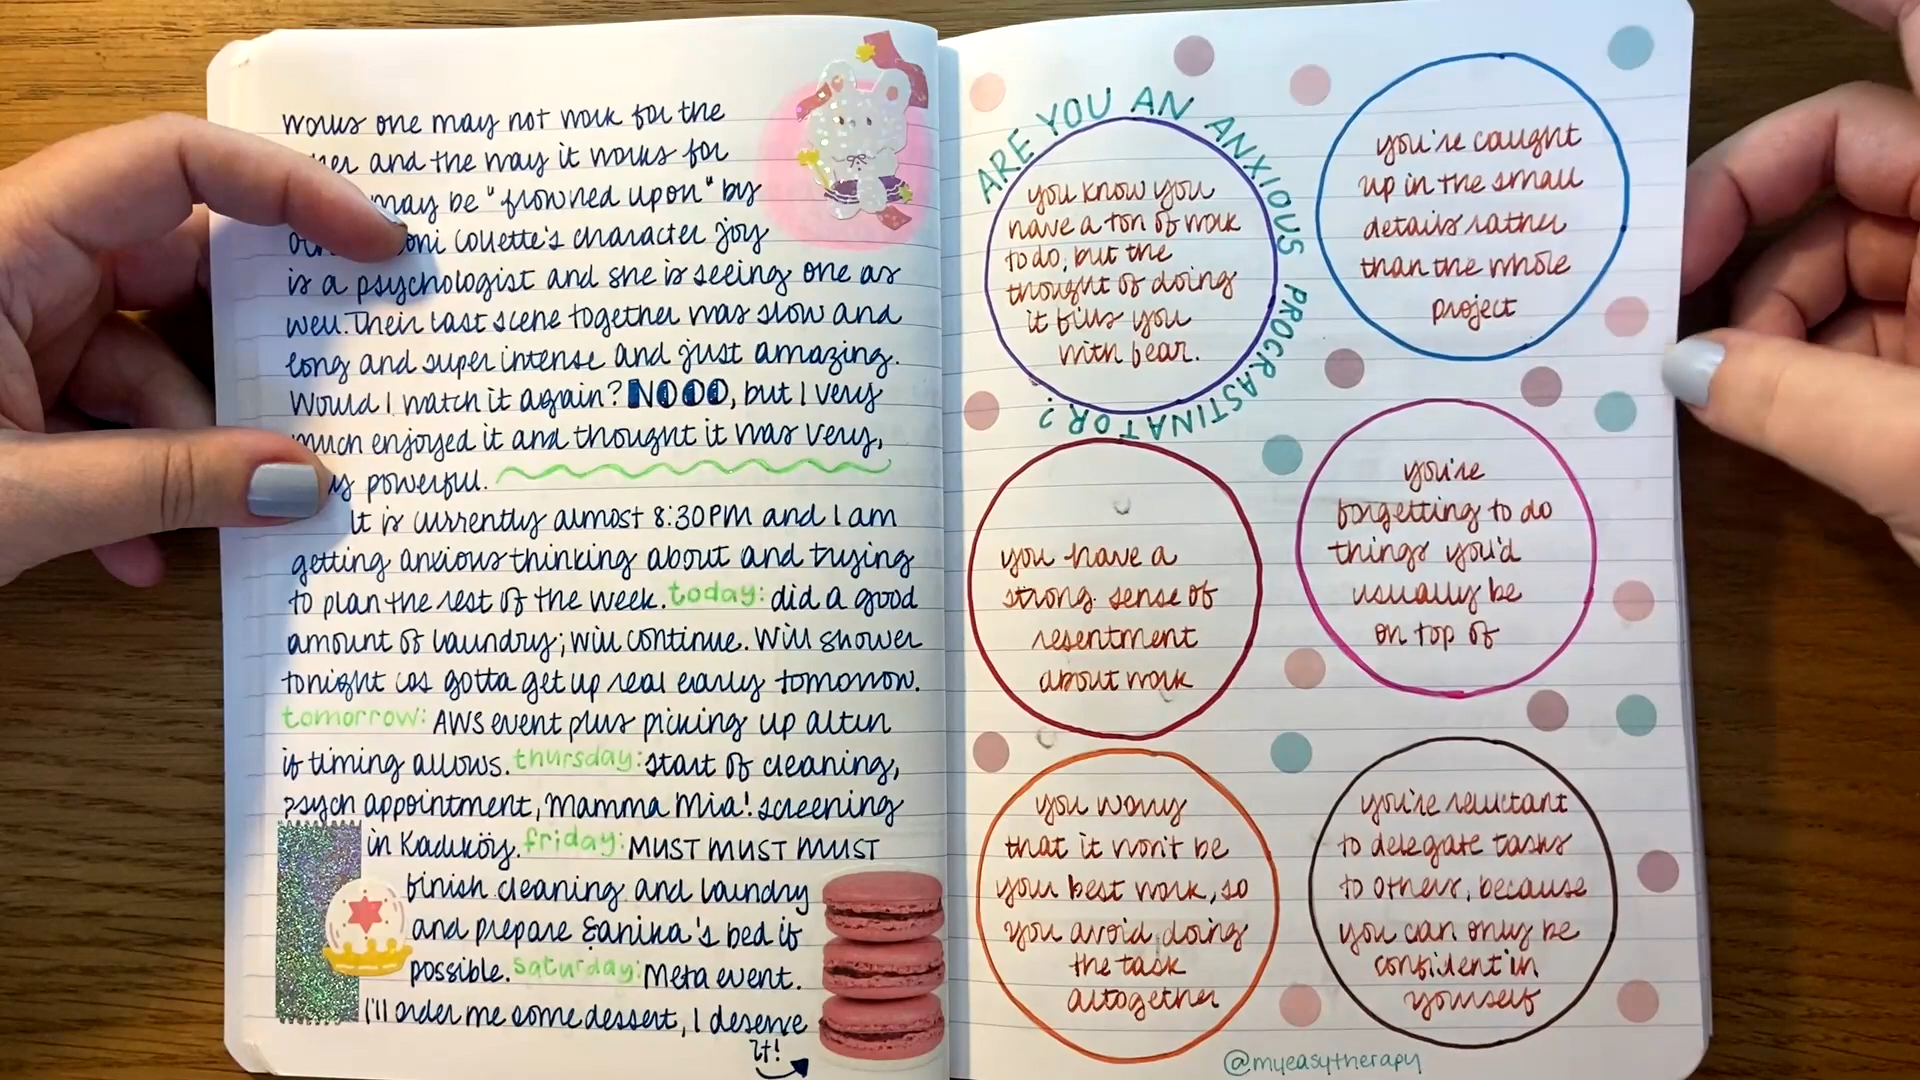 works one may not work for the
and the way it works for
may be "frowned upon" by
Collette's character Joy
is a psychologist and she is seeing one as
well. Their last scene together was slow and
long and super intense and just amazing.
Would I watch it again? NOOO, but I very
much enjoyed it and thought it was very,
powerful.
It is currently almost 8:30PM and I am
getting anxious thinking about and trying
to plan the rest of the week. today: did a good
amount of laundry; will continue. Will shower
tonight cos gotta get up real early tomorrow.
tomorrow: AWS event plus picking up altın
if timing allows. thursday: start of cleaning,
psych appointment, Mamma Mia! screening
in Kadıköy. friday: MUST MUST MUST
finish cleaning and laundry
and prepare Şanika's bed if
possible. saturday: Meta event.
I'll order me some dessert, I deserve
it!
ARE YOU AN ANXIOUS PROCRASTINATOR?
you know you
have a ton of work
to do, but the
thought of doing
it fills you
with fear.
you're caught
up in the small
details rather
than the whole
project
you have a
strong sense of
resentment
about work
you're
forgetting to do
things you'd
usually be
on top of
you worry
that it won't be
your best work, so
you avoid doing
the task
altogether
you're reluctant
to delegate tasks
to others, because
you can only be
confident in
yourself
@myeasytherapy